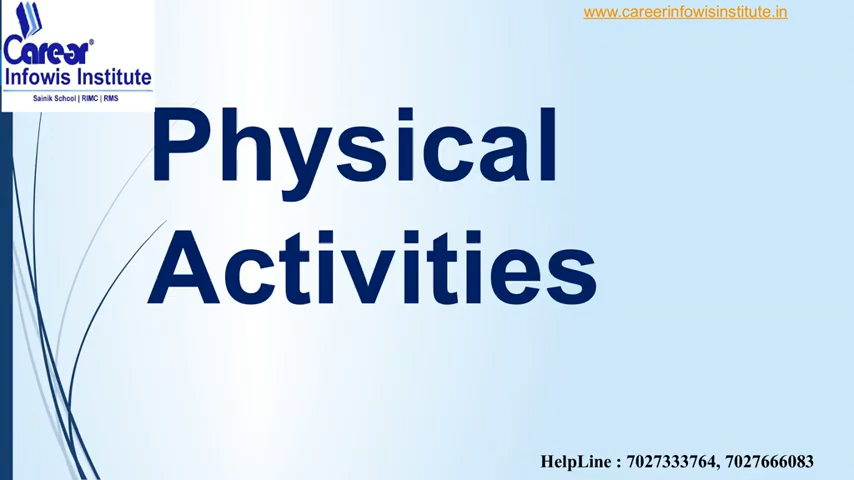 www.careerinfowisinstitute.in
Career®
Infowis Institute
Sainik School | RIMC | RMS
Physical
Activities
HelpLine : 7027333764, 7027666083